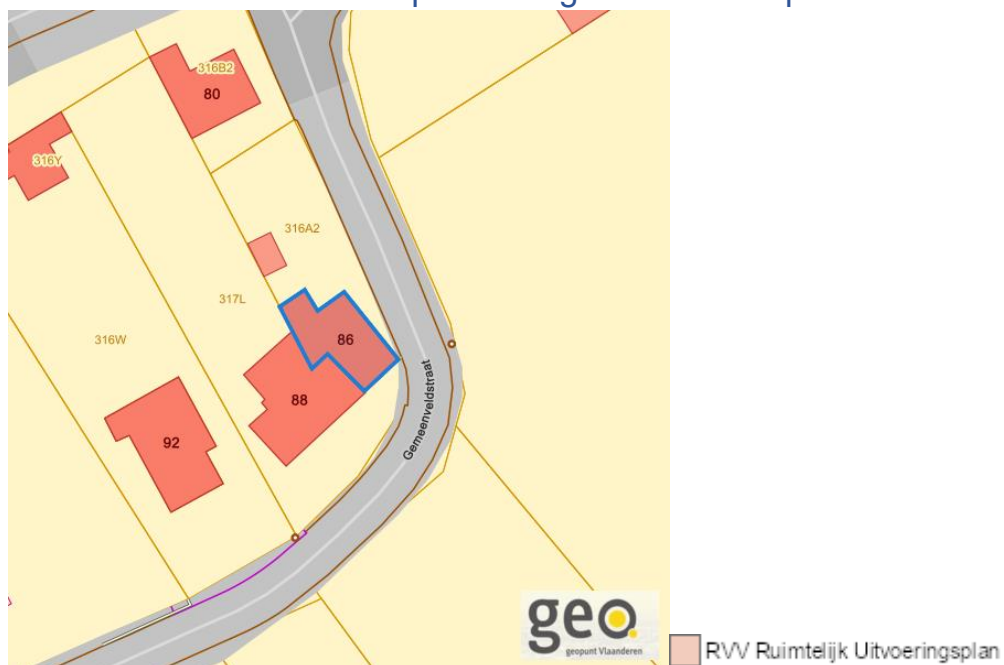 316B2
80
316Y
316A2
317L
316W
86
88
92
Gemeenveldstraat
geo.
geopunt Vlaanderen
RVV Ruimtelijk Uitvoeringsplan